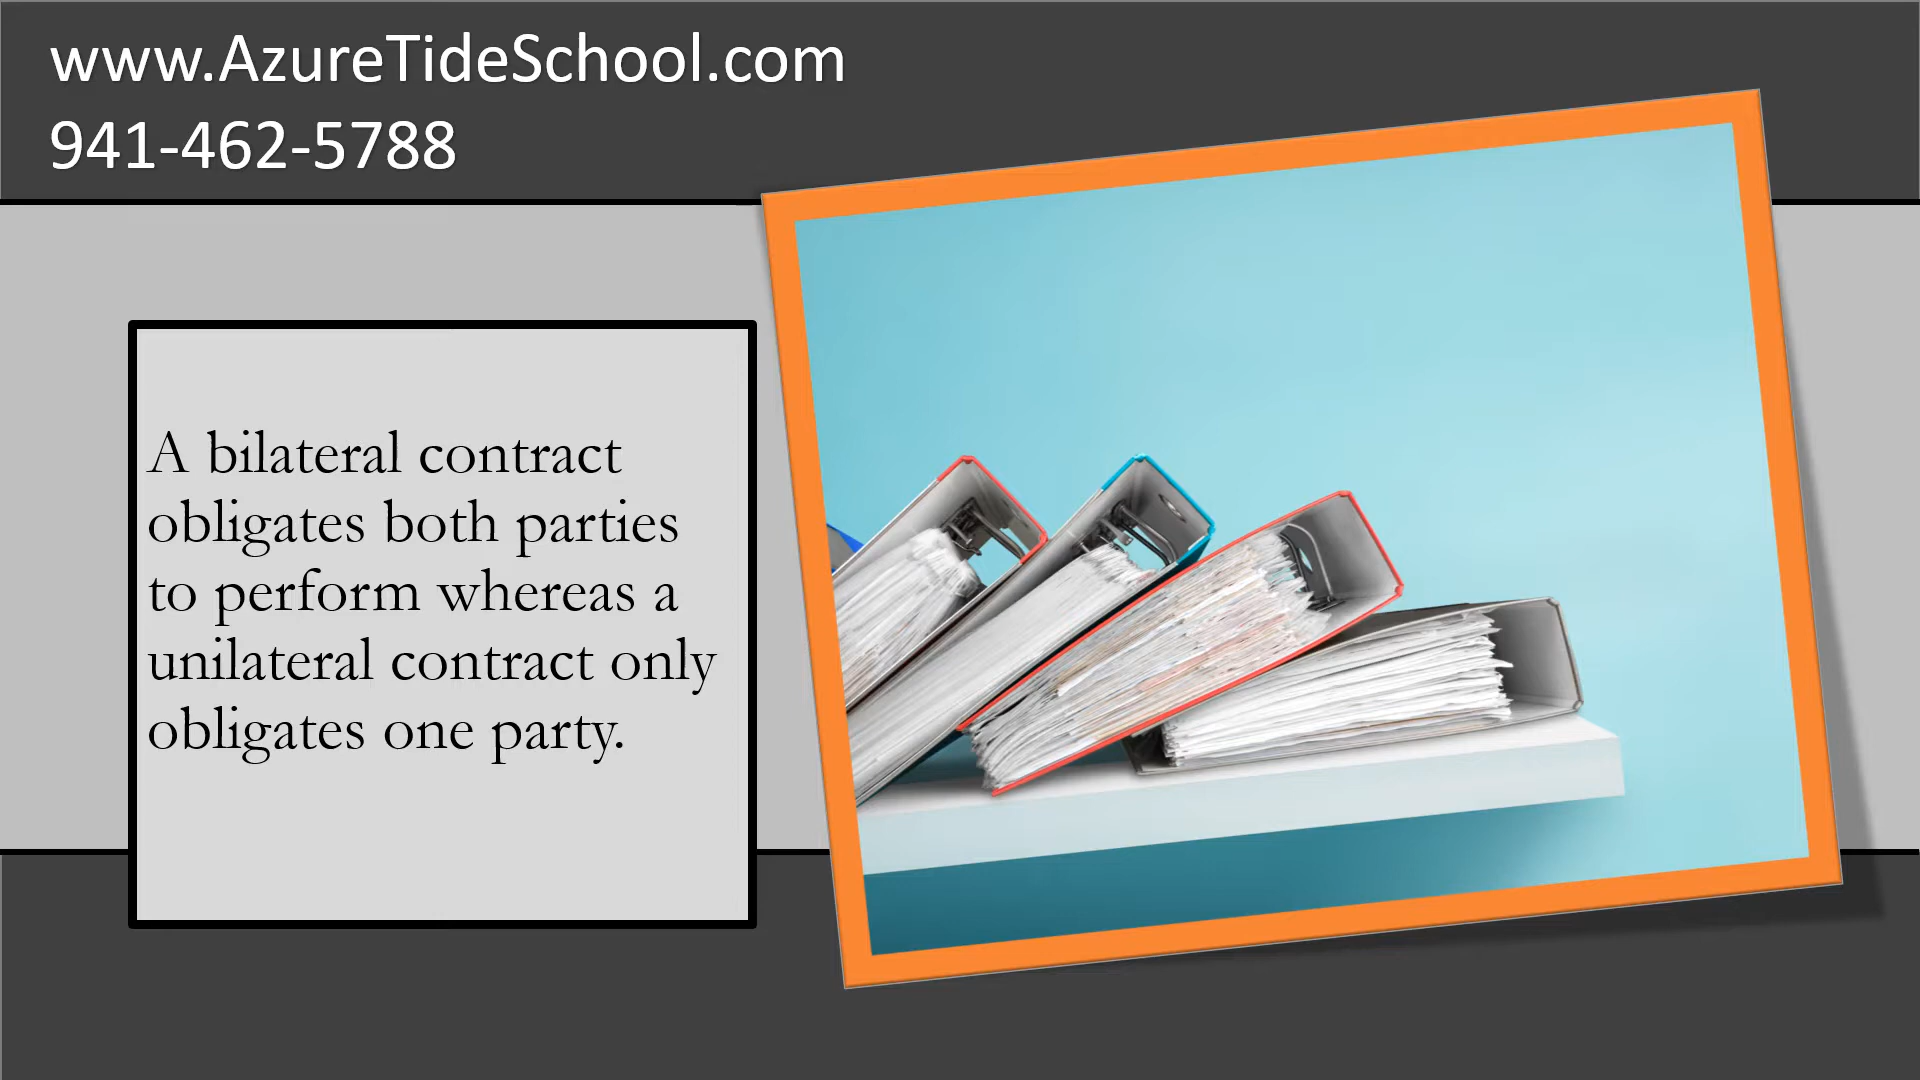 www.AzureTideSchool.com
941-462-5788
A bilateral contract
obligates both parties
to perform whereas a
unilateral contract only
obligates one party.